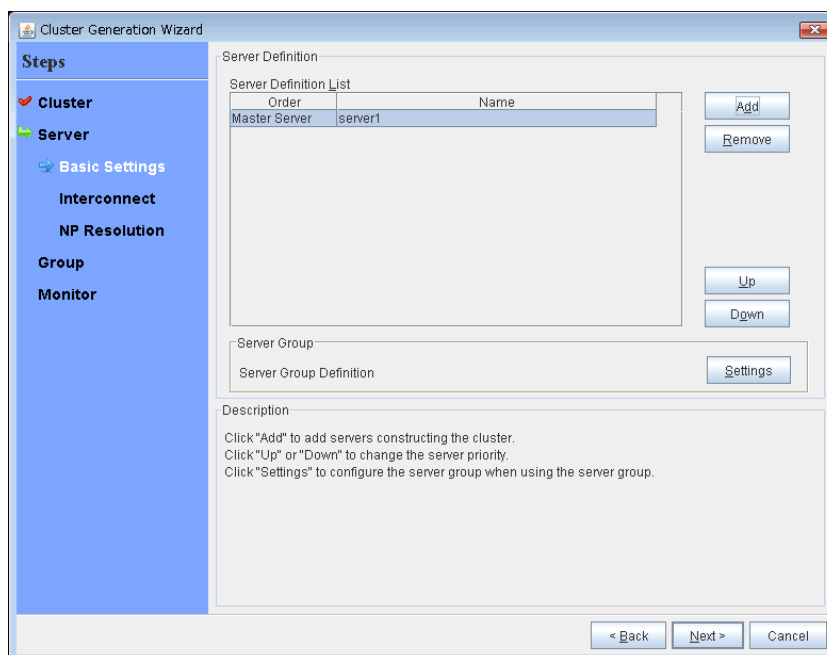 Cluster Generation Wizard
Steps
Cluster
Server
Basic Settings
Interconnect
NP Resolution
Group
Monitor
Server Definition
Server Definition List
Order Name
Master Server server1
Add
Remove
Up
Down
Server Group
Server Group Definition
Settings
Description
Click "Add" to add servers constructing the cluster.
Click "Up" or "Down" to change the server priority.
Click "Settings" to configure the server group when using the server group.
< Back Next > Cancel